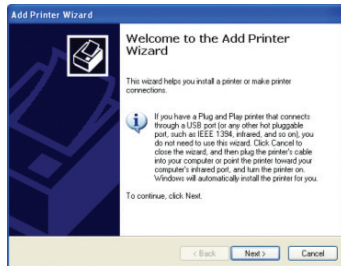 Add Printer Wizard
Welcome to the Add Printer
Wizard
This wizard helps you install a printer or make printer
connections.
If you have a Plug and Play printer that connects
through a USB port (or any other hot pluggable
port, such as IEEE 1394, infrared, and so on), you
do not need to use this wizard. Click Cancel to
close the wizard, and then plug the printer's cable
into your computer or point the printer toward your
computer's infrared port, and turn the printer on.
Windows will automatically install the printer for you.
To continue, click Next.
< Back Next > Cancel